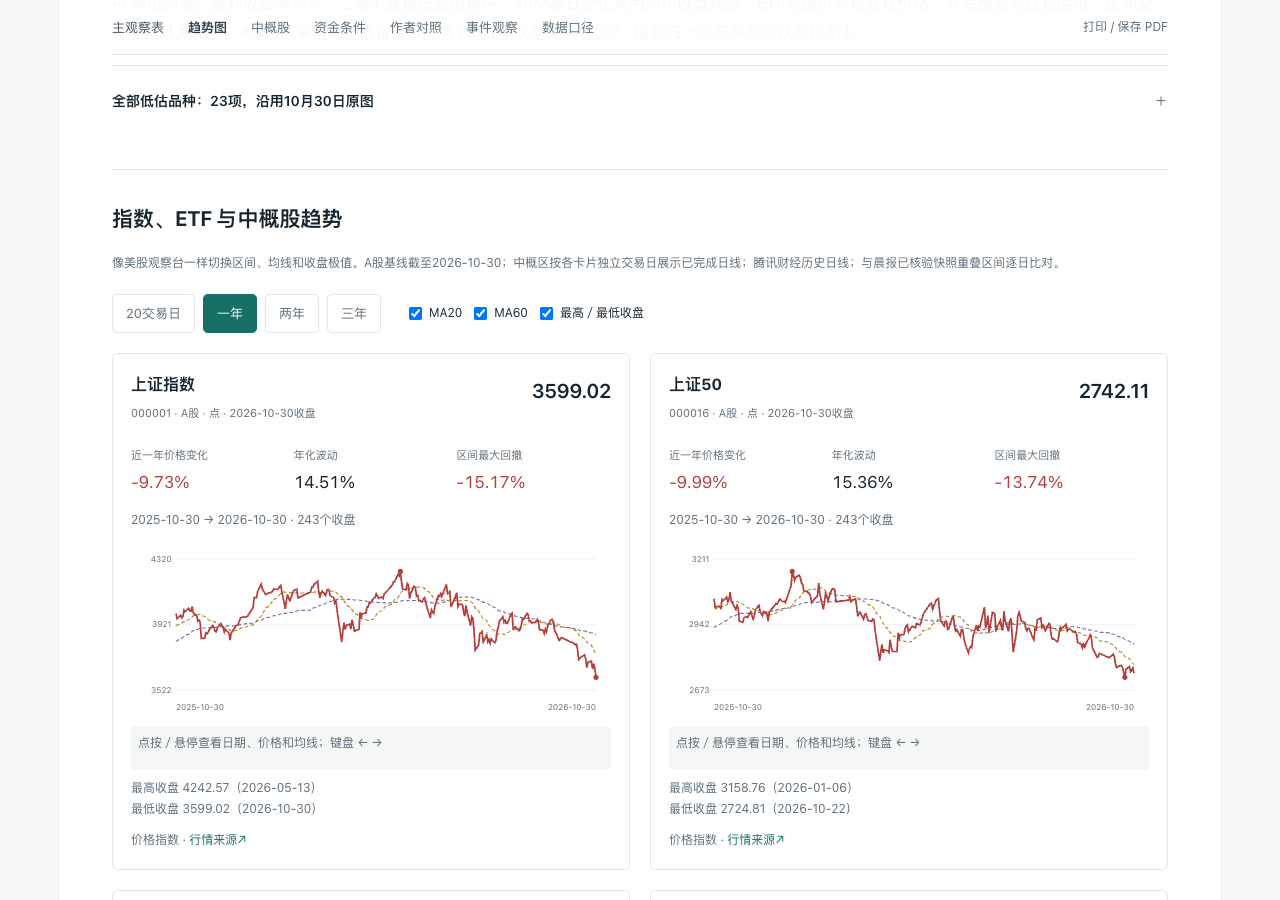 主观察表 趋势图 中概股 资金条件 作者对照 事件观察 数据口径 打印 / 保存 PDF
全部低估品种：23项，沿用10月30日原图 +
指数、ETF 与中概股趋势
像美股观察台一样切换区间、均线和收盘极值。A股基线截至2026-10-30；中概区按各卡片独立交易日展示已完成日线；腾讯财经历史日线；与晨报已核验快照重叠区间逐日比对。
20交易日 一年 两年 三年 MA20 MA60 最高 / 最低收盘
上证指数 3599.02
000001 · A股 · 点 · 2026-10-30收盘
近一年价格变化 年化波动 区间最大回撤
-9.73% 14.51% -15.17%
2025-10-30 → 2026-10-30 · 243个收盘
4320
3921
3522
2025-10-30 2026-10-30
点按 / 悬停查看日期、价格和均线；键盘 ← →
最高收盘 4242.57（2026-05-13）
最低收盘 3599.02（2026-10-30）
价格指数 · 行情来源↗
上证50 2742.11
000016 · A股 · 点 · 2026-10-30收盘
近一年价格变化 年化波动 区间最大回撤
-9.99% 15.36% -13.74%
2025-10-30 → 2026-10-30 · 243个收盘
3211
2942
2673
2025-10-30 2026-10-30
点按 / 悬停查看日期、价格和均线；键盘 ← →
最高收盘 3158.76（2026-01-06）
最低收盘 2724.81（2026-10-22）
价格指数 · 行情来源↗